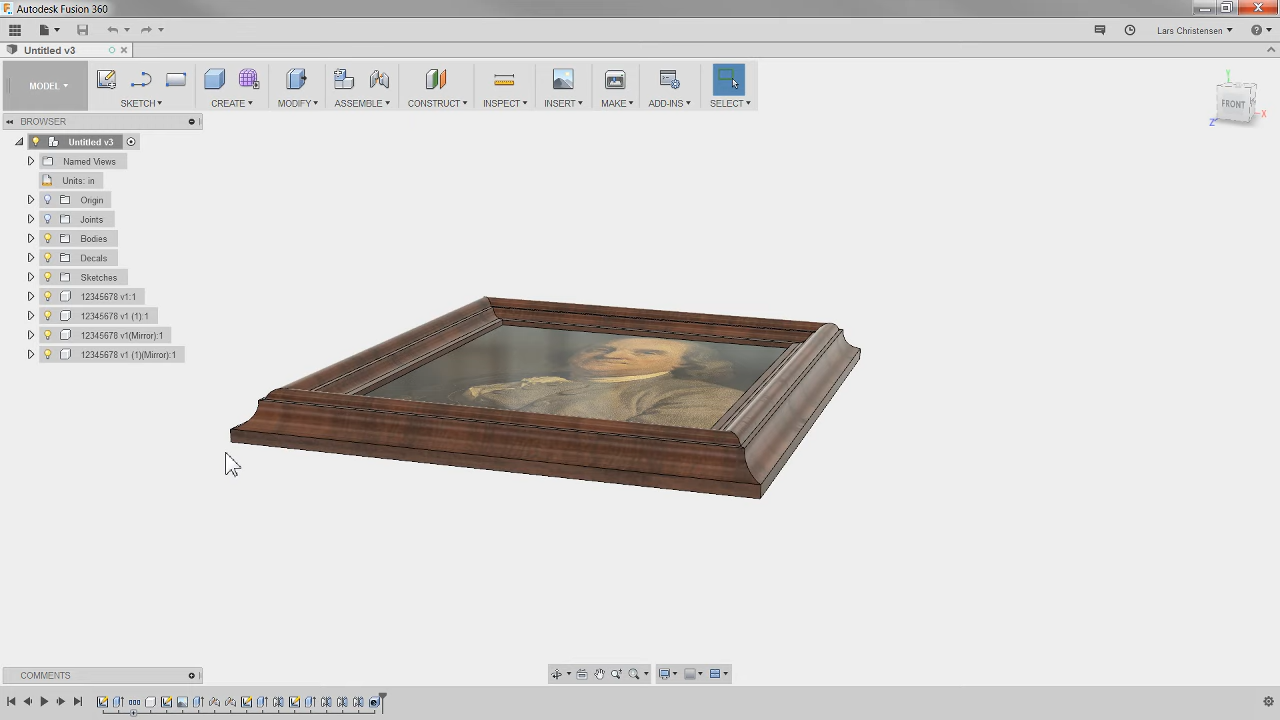 Autodesk Fusion 360
Lars Christensen
Untitled v3
MODEL
SKETCH
CREATE
MODIFY
ASSEMBLE
CONSTRUCT
INSPECT
INSERT
MAKE
ADD-INS
SELECT
FRONT
Y
X
Z
BROWSER
Untitled v3
Named Views
Units: in
Origin
Joints
Bodies
Decals
Sketches
12345678 v1:1
12345678 v1 (1):1
12345678 v1(Mirror):1
12345678 v1 (1)(Mirror):1
COMMENTS